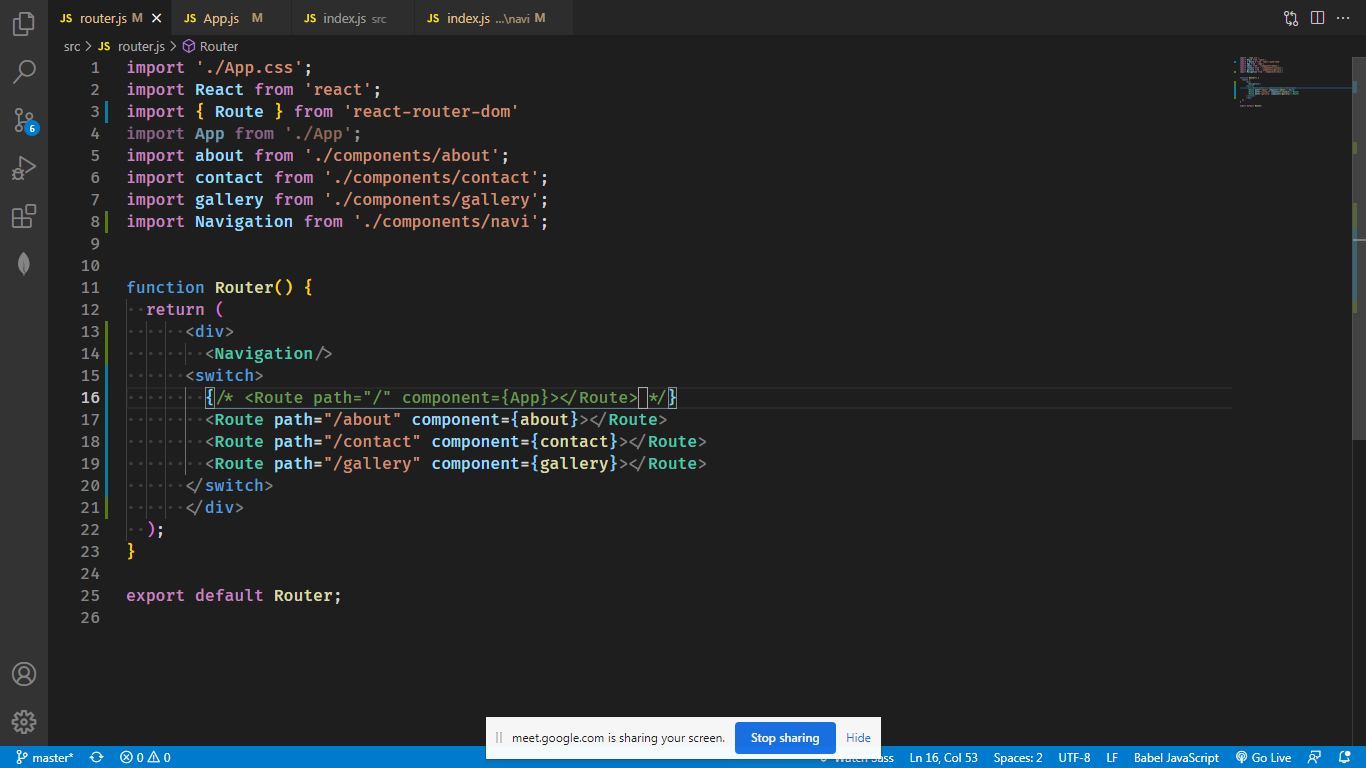 JS router.js M JS App.js M JS index.js src JS index.js ...\navi M
src JS router.js Router
1 import './App.css';
2 import React from 'react';
3 import { Route } from 'react-router-dom'
4 import App from './App';
5 import about from './components/about';
6 import contact from './components/contact';
7 import gallery from './components/gallery';
8 import Navigation from './components/navi';
9
10
11 function Router() {
12 return (
13 <div>
14 <Navigation/>
15 <switch>
16 {/* <Route path="/" component={App}></Route> */}
17 <Route path="/about" component={about}></Route>
18 <Route path="/contact" component={contact}></Route>
19 <Route path="/gallery" component={gallery}></Route>
20 </switch>
21 </div>
22 );
23 }
24
25 export default Router;
26
6
meet.google.com is sharing your screen. Stop sharing Hide
master* 0 0 Watch Sass Ln 16, Col 53 Spaces: 2 UTF-8 LF Babel JavaScript Go Live